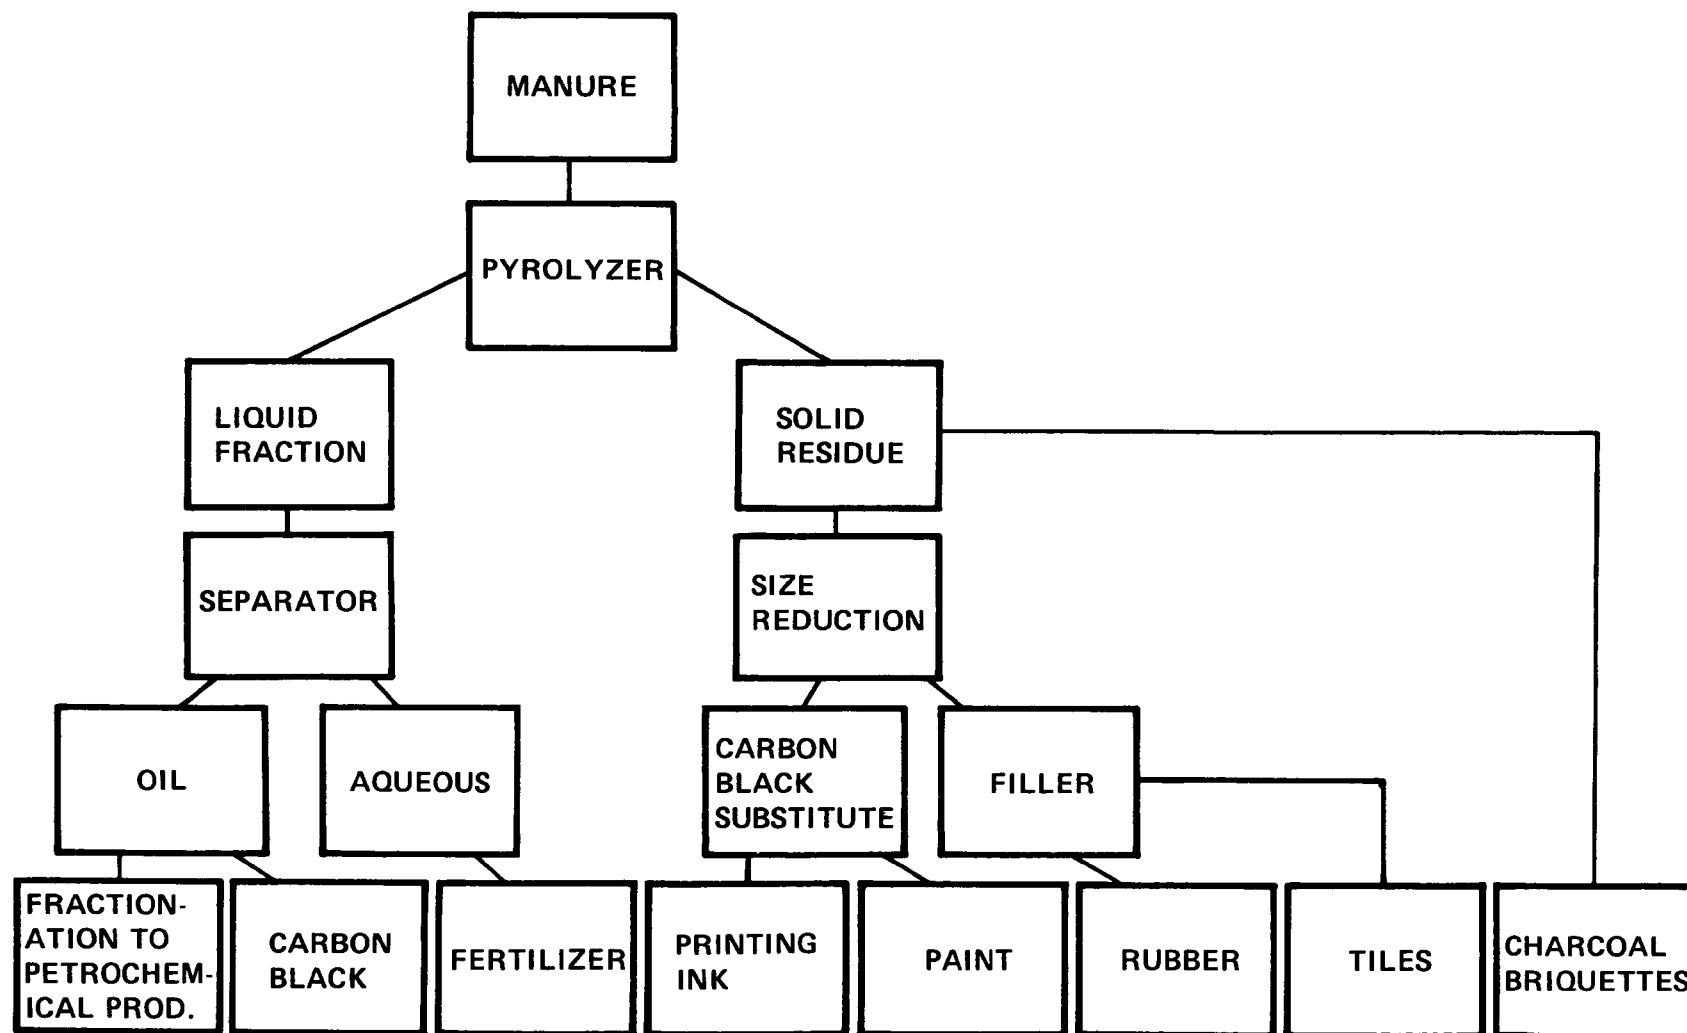 MANURE
PYROLYZER
LIQUID
FRACTION
SOLID
RESIDUE
SEPARATOR
SIZE
REDUCTION
OIL
AQUEOUS
CARBON
BLACK
SUBSTITUTE
FILLER
FRACTION-
ATION TO
PETROCHEM-
ICAL PROD.
CARBON
BLACK
FERTILIZER
PRINTING
INK
PAINT
RUBBER
TILES
CHARCOAL
BRIQUETTES